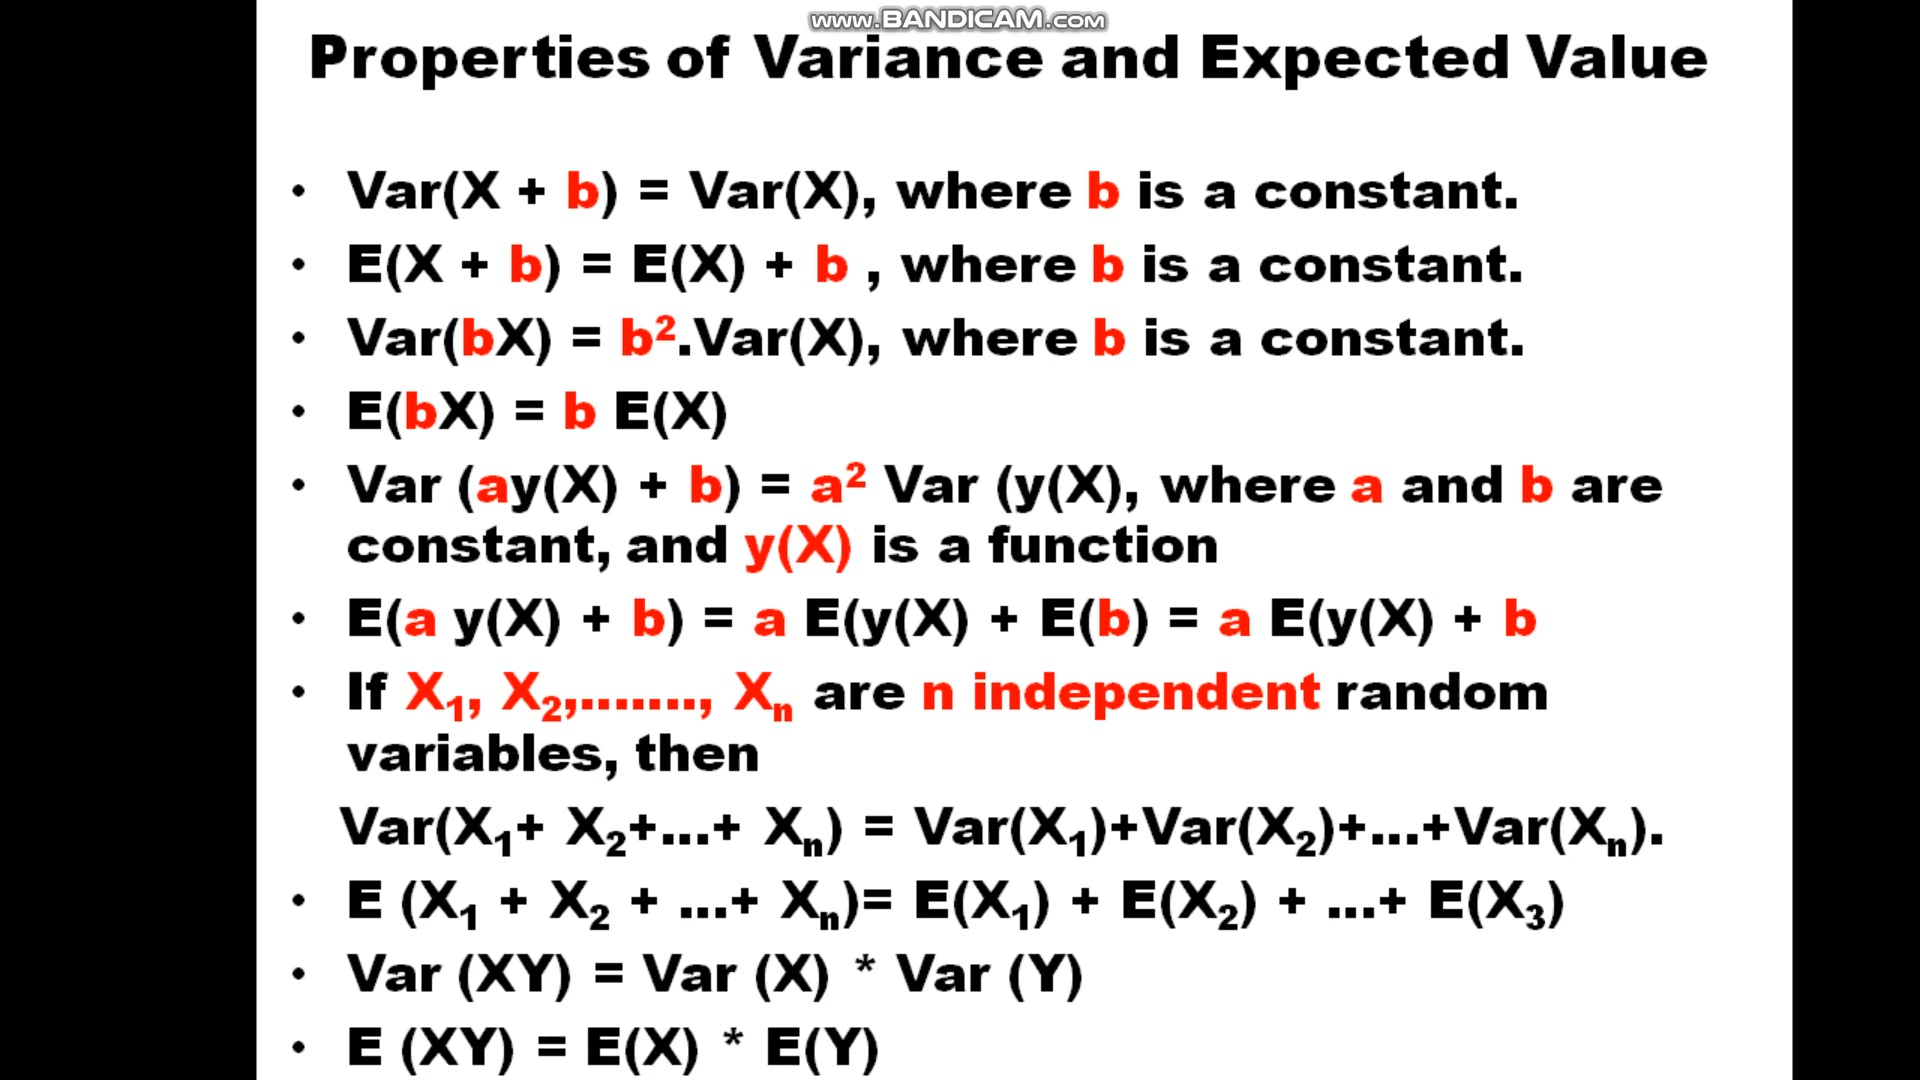 www.BANDICAM.com
Properties of Variance and Expected Value
• Var(X + b) = Var(X), where b is a constant.
• E(X + b) = E(X) + b , where b is a constant.
• Var(bX) = b².Var(X), where b is a constant.
• E(bX) = b E(X)
• Var (ay(X) + b) = a² Var (y(X), where a and b are
constant, and y(X) is a function
• E(a y(X) + b) = a E(y(X) + E(b) = a E(y(X) + b
• If X₁, X₂,......., Xₙ are n independent random
variables, then
Var(X₁+ X₂+...+ Xₙ) = Var(X₁)+Var(X₂)+...+Var(Xₙ).
• E (X₁ + X₂ + ...+ Xₙ)= E(X₁) + E(X₂) + ...+ E(X₃)
• Var (XY) = Var (X) * Var (Y)
• E (XY) = E(X) * E(Y)